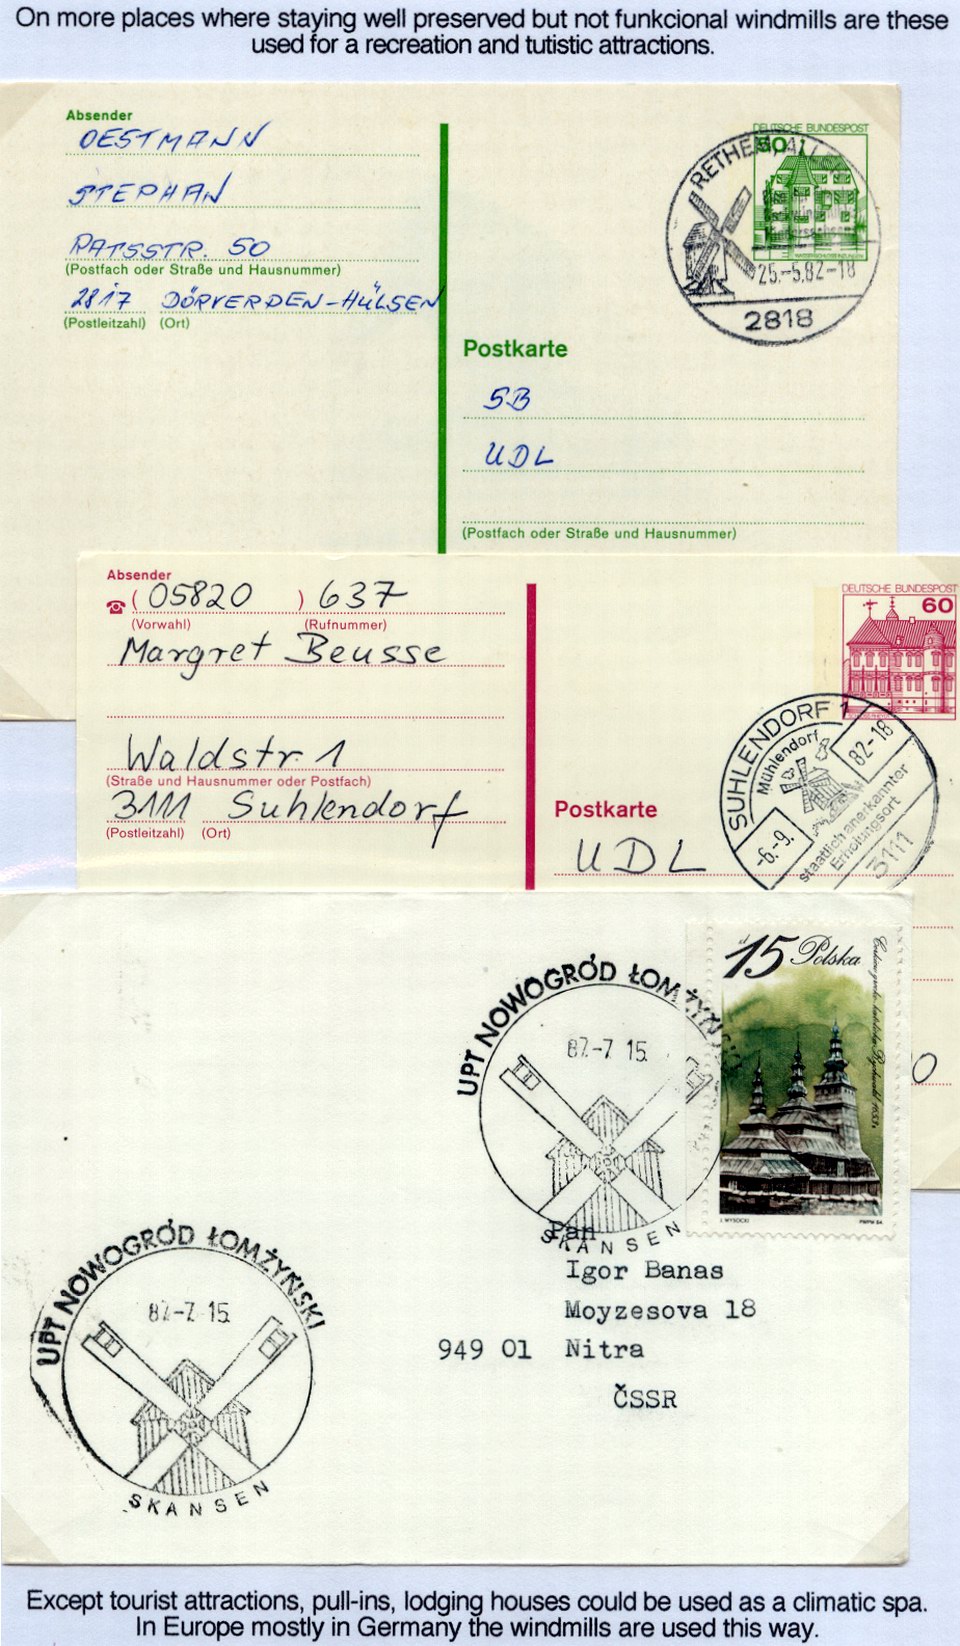 On more places where staying well preserved but not funkcional windmills are these
used for a recreation and tutistic attractions.
Absender
OESTMANN
STEPHAN
RATSSTR. 50
(Postfach oder Straße und Hausnummer)
2817 DÖRVERDEN-HÜLSEN
(Postleitzahl) (Ort)
DEUTSCHE BUNDESPOST
RETHEM/ALLER
25.-5.82-18
2818
Postkarte
SB
UDL
(Postfach oder Straße und Hausnummer)
Absender
(05820) 637
(Vorwahl) (Rufnummer)
Margret Beusse
Waldstr. 1
(Straße und Hausnummer oder Postfach)
3111 Suhlendorf
(Postleitzahl) (Ort)
DEUTSCHE BUNDESPOST
60
SUHLENDORF 1
Mühlendorf
-6.-9. 82-18
staatlich anerkannter
Erholungsort
3111
Postkarte
UDL
zł 15 Polska
J. WYSOCKI PWPW 84
UPT NOWOGRÓD ŁOMŻYŃSKI
87-7. 15.
SKANSEN
Pan
Igor Banas
Moyzesova 18
949 01 Nitra
ČSSR
UPT NOWOGRÓD ŁOMŻYŃSKI
87-7. 15.
SKANSEN
Except tourist attractions, pull-ins, lodging houses could be used as a climatic spa.
In Europe mostly in Germany the windmills are used this way.